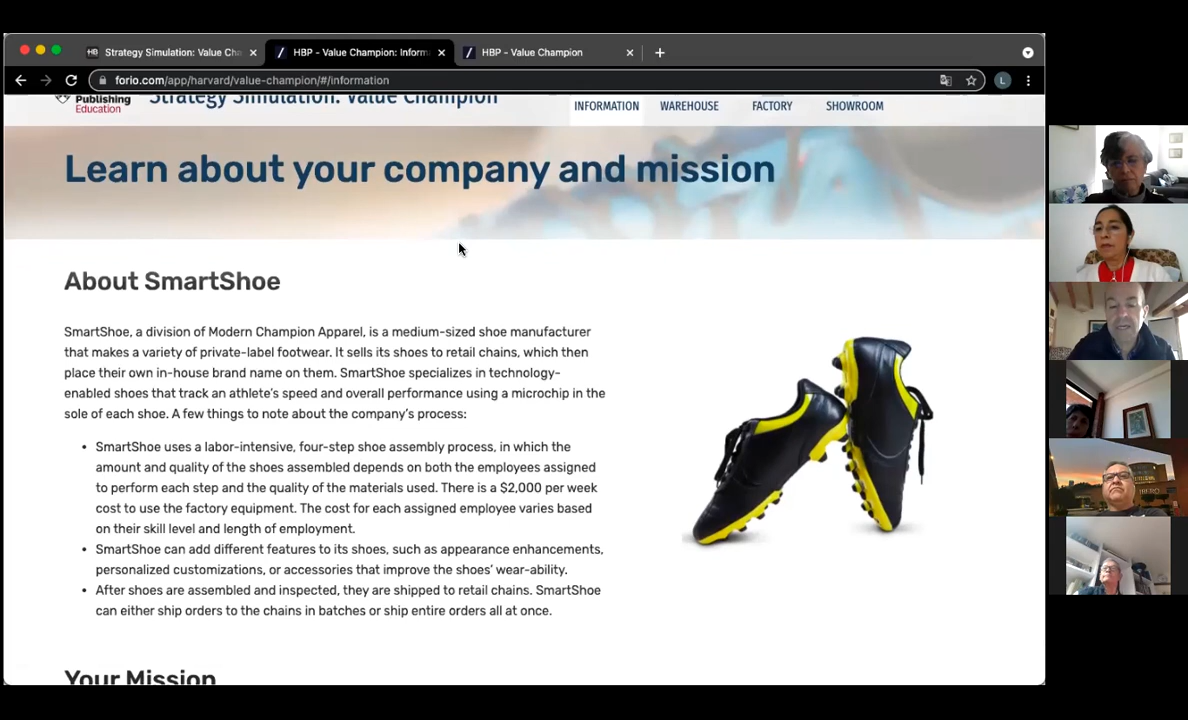 Strategy Simulation: Value Cha
HBP - Value Champion: Inform
HBP - Value Champion
forio.com/app/harvard/value-champion/#/information
L
Publishing
Education
Strategy Simulation: Value Champion
INFORMATION
WAREHOUSE
FACTORY
SHOWROOM
Learn about your company and mission
About SmartShoe
SmartShoe, a division of Modern Champion Apparel, is a medium-sized shoe manufacturer
that makes a variety of private-label footwear. It sells its shoes to retail chains, which then
place their own in-house brand name on them. SmartShoe specializes in technology-
enabled shoes that track an athlete's speed and overall performance using a microchip in the
sole of each shoe. A few things to note about the company's process:
• SmartShoe uses a labor-intensive, four-step shoe assembly process, in which the
amount and quality of the shoes assembled depends on both the employees assigned
to perform each step and the quality of the materials used. There is a $2,000 per week
cost to use the factory equipment. The cost for each assigned employee varies based
on their skill level and length of employment.
• SmartShoe can add different features to its shoes, such as appearance enhancements,
personalized customizations, or accessories that improve the shoes' wear-ability.
• After shoes are assembled and inspected, they are shipped to retail chains. SmartShoe
can either ship orders to the chains in batches or ship entire orders all at once.
Your Mission
IBERO